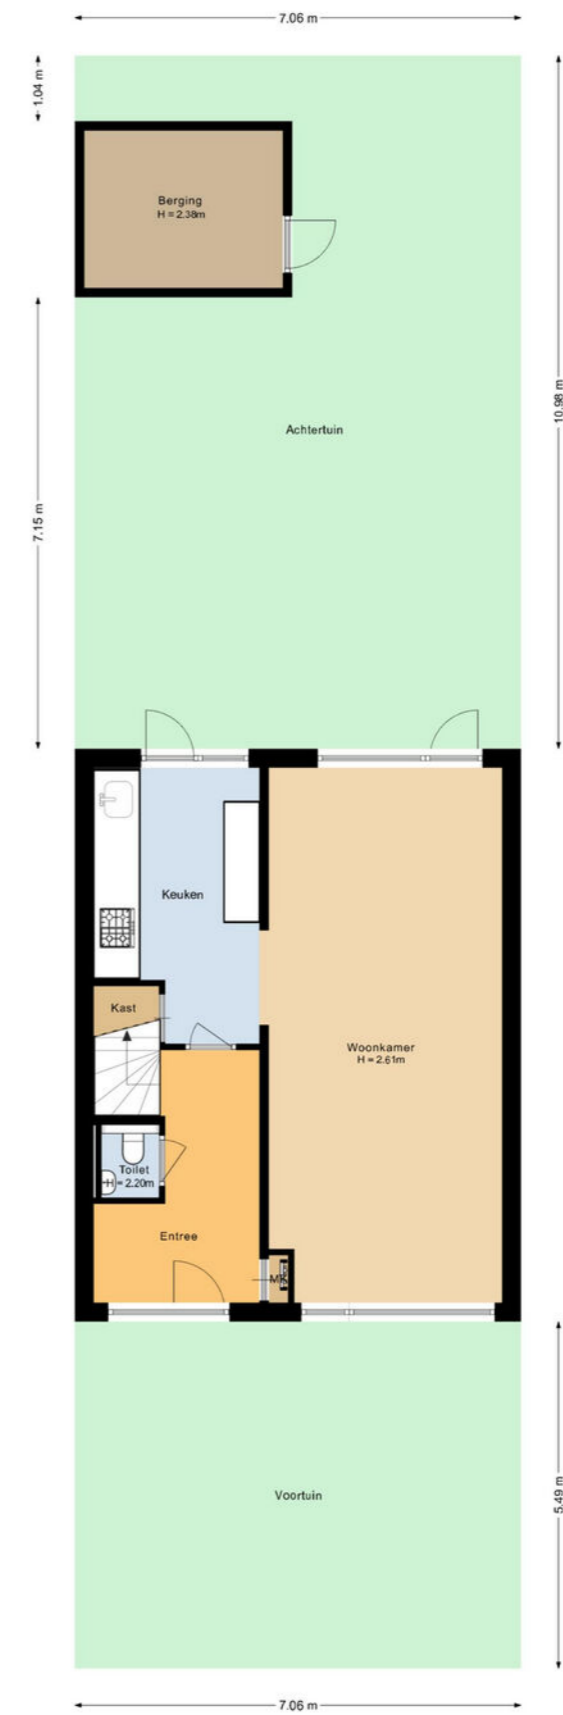 7.06 m
1.04 m
Berging
H = 2.38m
10.98 m
Achtertuin
7.15 m
Keuken
Kast
Woonkamer
H = 2.61m
Toilet
H = 2.20m
Entree
MK
Voortuin
5.49 m
7.06 m